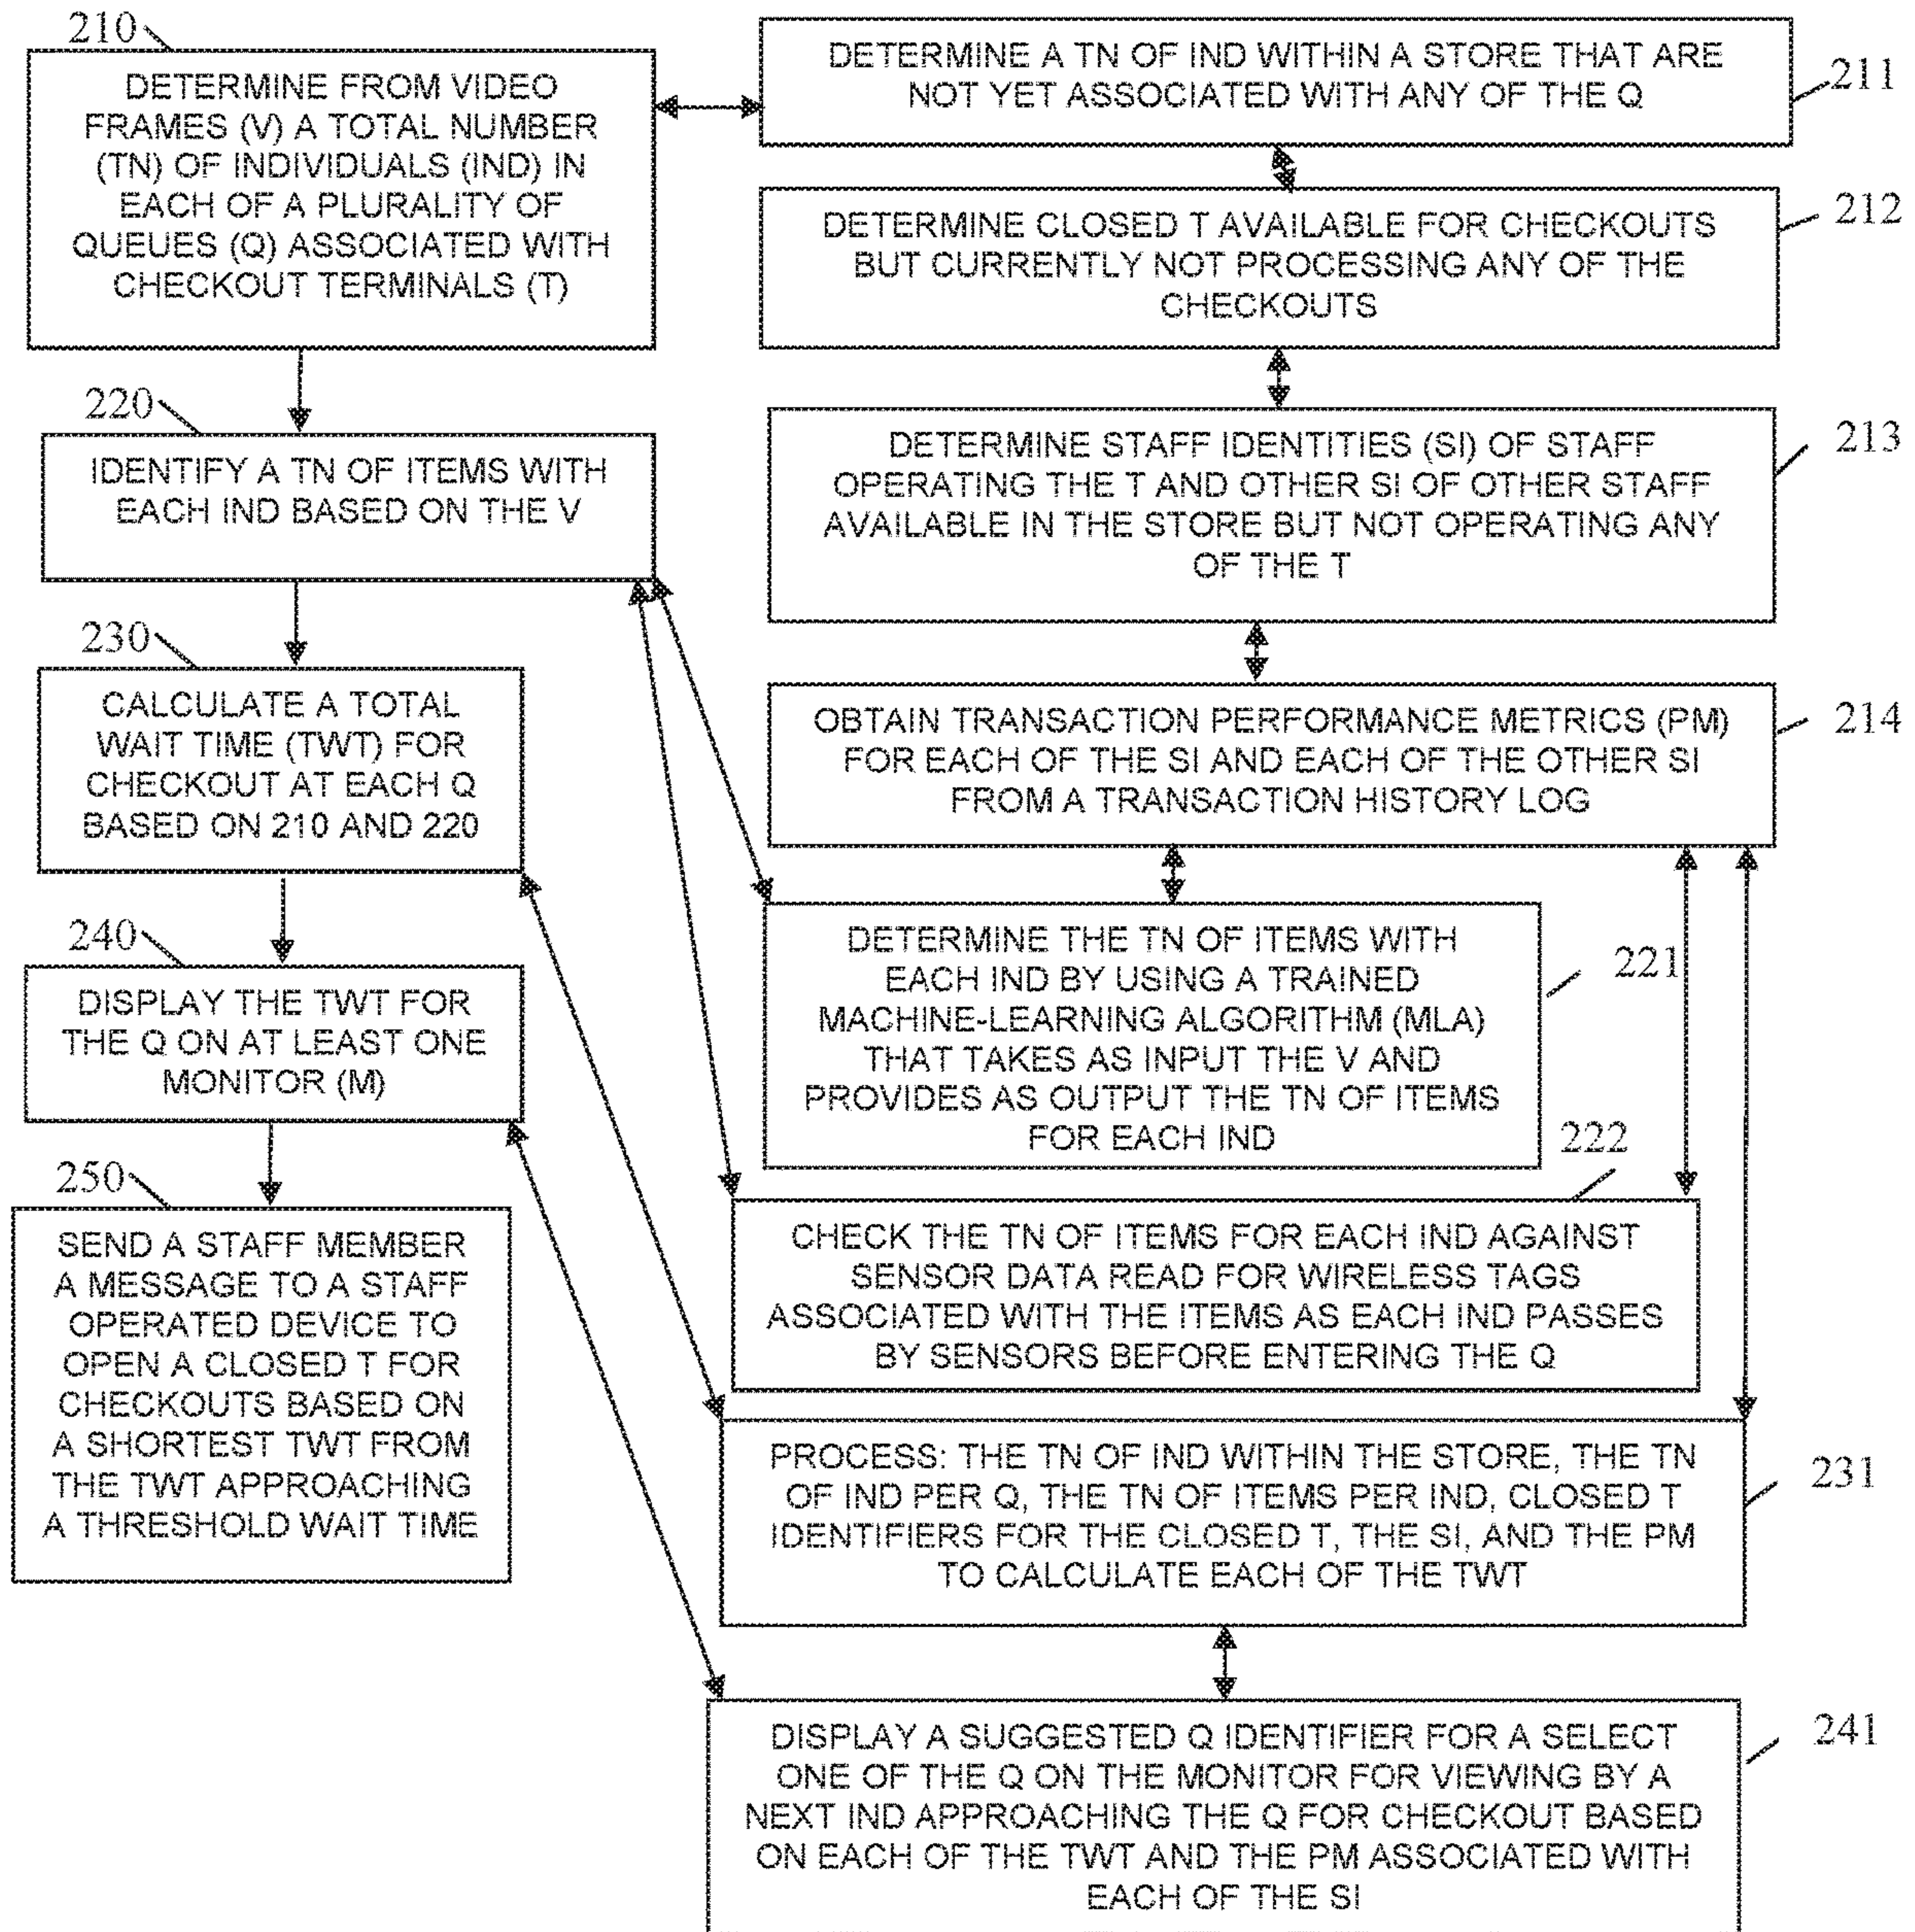 210
DETERMINE FROM VIDEO
FRAMES (V) A TOTAL NUMBER
(TN) OF INDIVIDUALS (IND) IN
EACH OF A PLURALITY OF
QUEUES (Q) ASSOCIATED WITH
CHECKOUT TERMINALS (T)
DETERMINE A TN OF IND WITHIN A STORE THAT ARE
NOT YET ASSOCIATED WITH ANY OF THE Q
211
DETERMINE CLOSED T AVAILABLE FOR CHECKOUTS
BUT CURRENTLY NOT PROCESSING ANY OF THE
CHECKOUTS
212
220
IDENTIFY A TN OF ITEMS WITH
EACH IND BASED ON THE V
DETERMINE STAFF IDENTITIES (SI) OF STAFF
OPERATING THE T AND OTHER SI OF OTHER STAFF
AVAILABLE IN THE STORE BUT NOT OPERATING ANY
OF THE T
213
230
CALCULATE A TOTAL
WAIT TIME (TWT) FOR
CHECKOUT AT EACH Q
BASED ON 210 AND 220
OBTAIN TRANSACTION PERFORMANCE METRICS (PM)
FOR EACH OF THE SI AND EACH OF THE OTHER SI
FROM A TRANSACTION HISTORY LOG
214
240
DISPLAY THE TWT FOR
THE Q ON AT LEAST ONE
MONITOR (M)
DETERMINE THE TN OF ITEMS WITH
EACH IND BY USING A TRAINED
MACHINE-LEARNING ALGORITHM (MLA)
THAT TAKES AS INPUT THE V AND
PROVIDES AS OUTPUT THE TN OF ITEMS
FOR EACH IND
221
222
250
SEND A STAFF MEMBER
A MESSAGE TO A STAFF
OPERATED DEVICE TO
OPEN A CLOSED T FOR
CHECKOUTS BASED ON
A SHORTEST TWT FROM
THE TWT APPROACHING
A THRESHOLD WAIT TIME
CHECK THE TN OF ITEMS FOR EACH IND AGAINST
SENSOR DATA READ FOR WIRELESS TAGS
ASSOCIATED WITH THE ITEMS AS EACH IND PASSES
BY SENSORS BEFORE ENTERING THE Q
PROCESS: THE TN OF IND WITHIN THE STORE, THE TN
OF IND PER Q, THE TN OF ITEMS PER IND, CLOSED T
IDENTIFIERS FOR THE CLOSED T, THE SI, AND THE PM
TO CALCULATE EACH OF THE TWT
231
DISPLAY A SUGGESTED Q IDENTIFIER FOR A SELECT
ONE OF THE Q ON THE MONITOR FOR VIEWING BY A
NEXT IND APPROACHING THE Q FOR CHECKOUT BASED
ON EACH OF THE TWT AND THE PM ASSOCIATED WITH
EACH OF THE SI
241